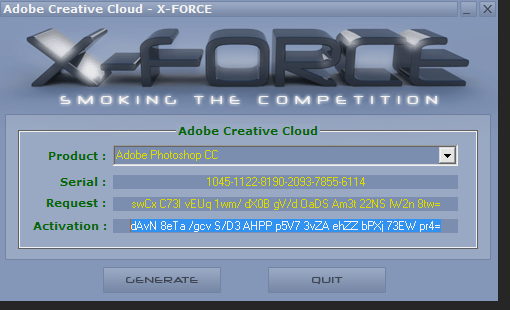 Adobe Creative Cloud - X-FORCE
X-FORCE
SMOKING THE COMPETITION
Adobe Creative Cloud
Product : Adobe Photoshop CC
Serial : 1045-1122-8190-2093-7855-6114
Request : swCx C73I vEUq 1wm/ dX0B gV/d OaDS Am3t 22NS fW2n 8tw=
Activation : dAvN 8eTa /gcv S/D3 AHPP p5V7 3vZA ehZZ bPXj 73EW pr4=
GENERATE QUIT